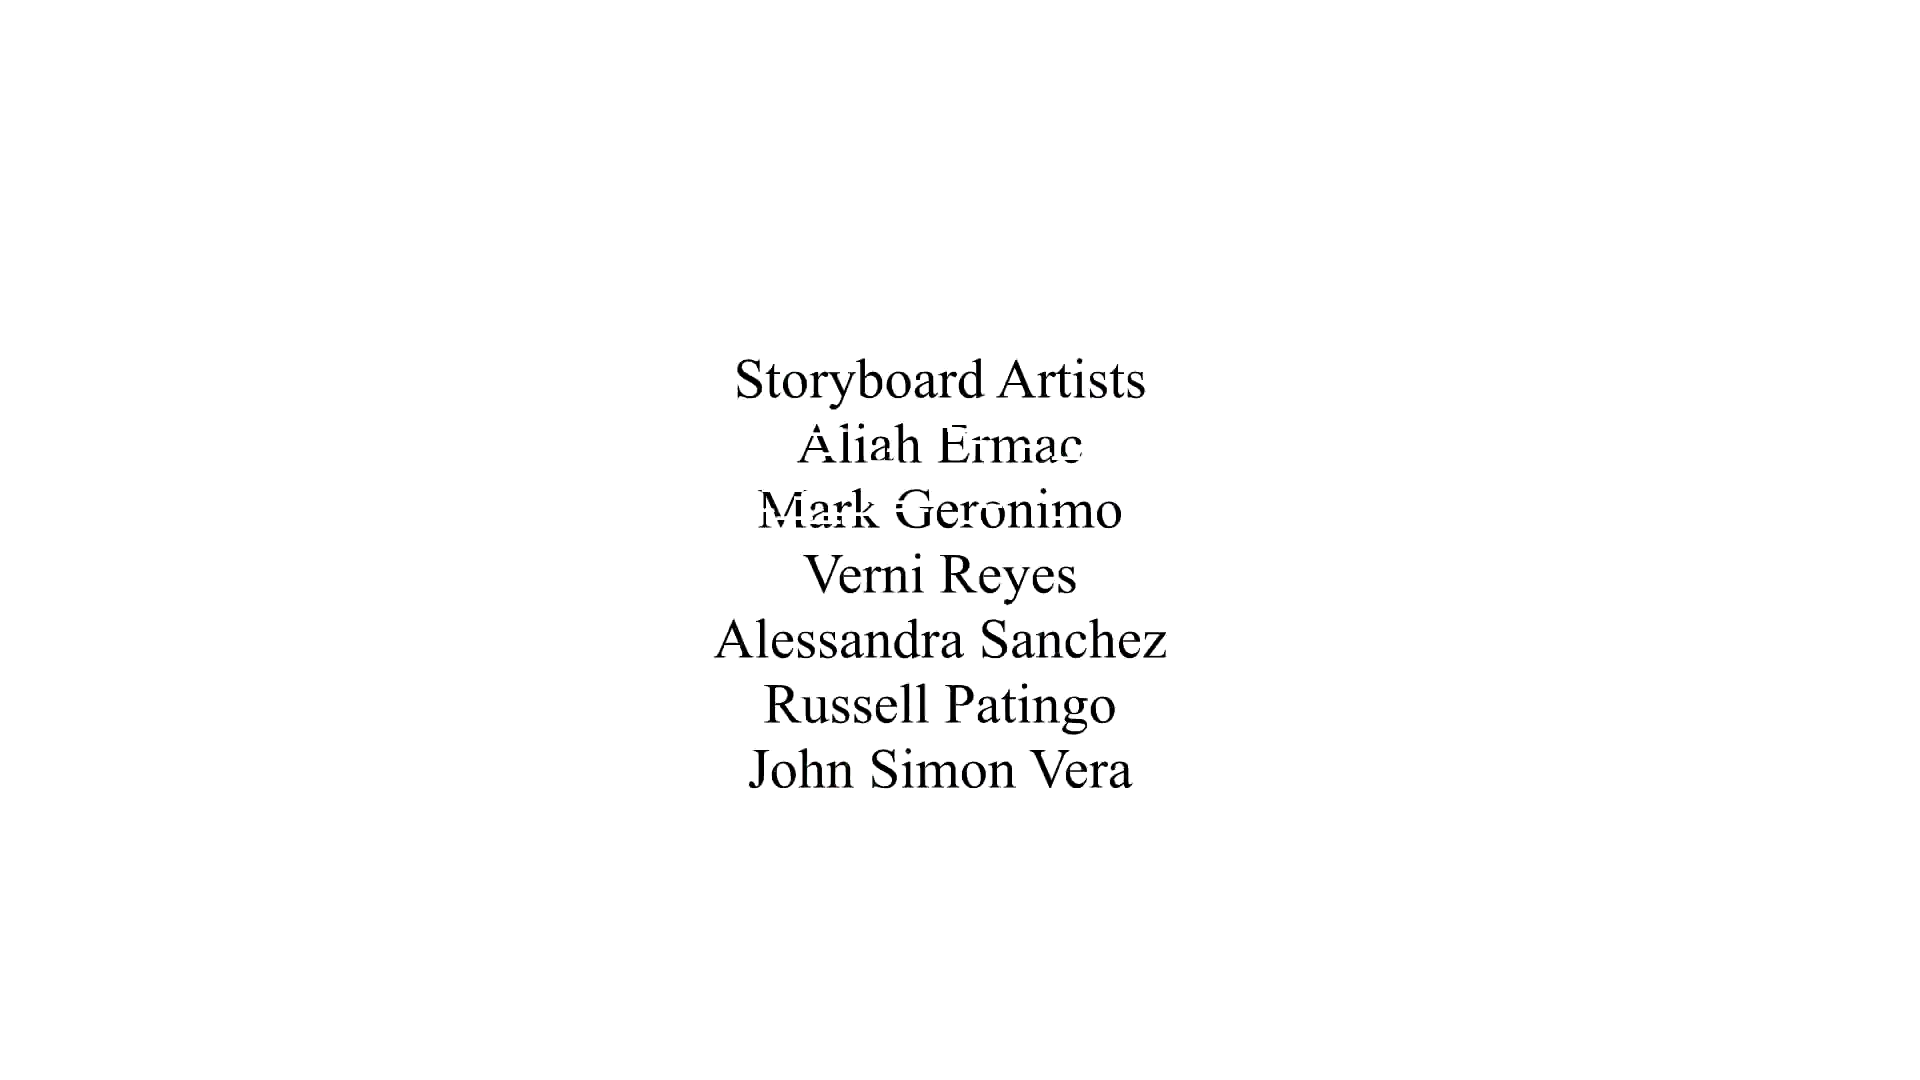 Storyboard Artists
Aliah Ermac
Mark Geronimo
Verni Reyes
Alessandra Sanchez
Russell Patingo
John Simon Vera